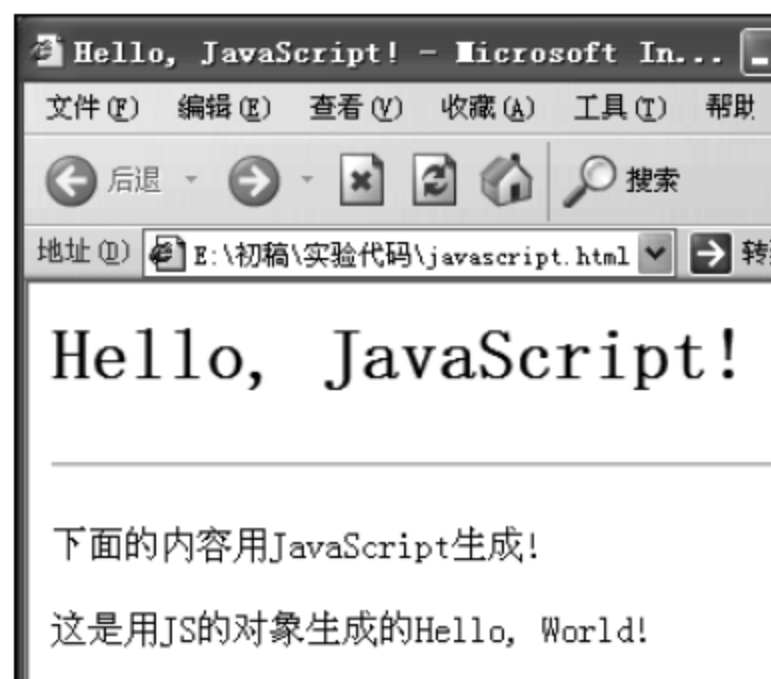 Hello, JavaScript! - Microsoft In...
文件(F) 编辑(E) 查看(V) 收藏(A) 工具(T) 帮助
后退 搜索
地址(D) E:\初稿\实验代码\javascript.html 转
Hello, JavaScript!
下面的内容用JavaScript生成!
这是用JS的对象生成的Hello, World!